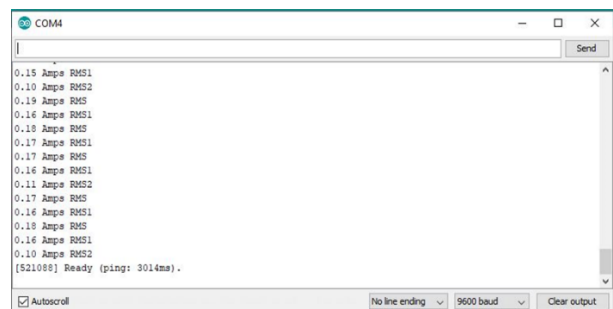 COM4
Send
0.15 Amps RMS1
0.10 Amps RMS2
0.19 Amps RMS
0.16 Amps RMS1
0.18 Amps RMS
0.17 Amps RMS1
0.17 Amps RMS
0.16 Amps RMS1
0.11 Amps RMS2
0.17 Amps RMS
0.16 Amps RMS1
0.18 Amps RMS
0.16 Amps RMS1
0.10 Amps RMS2
[521088] Ready (ping: 3014ms).
Autoscroll No line ending 9600 baud Clear output